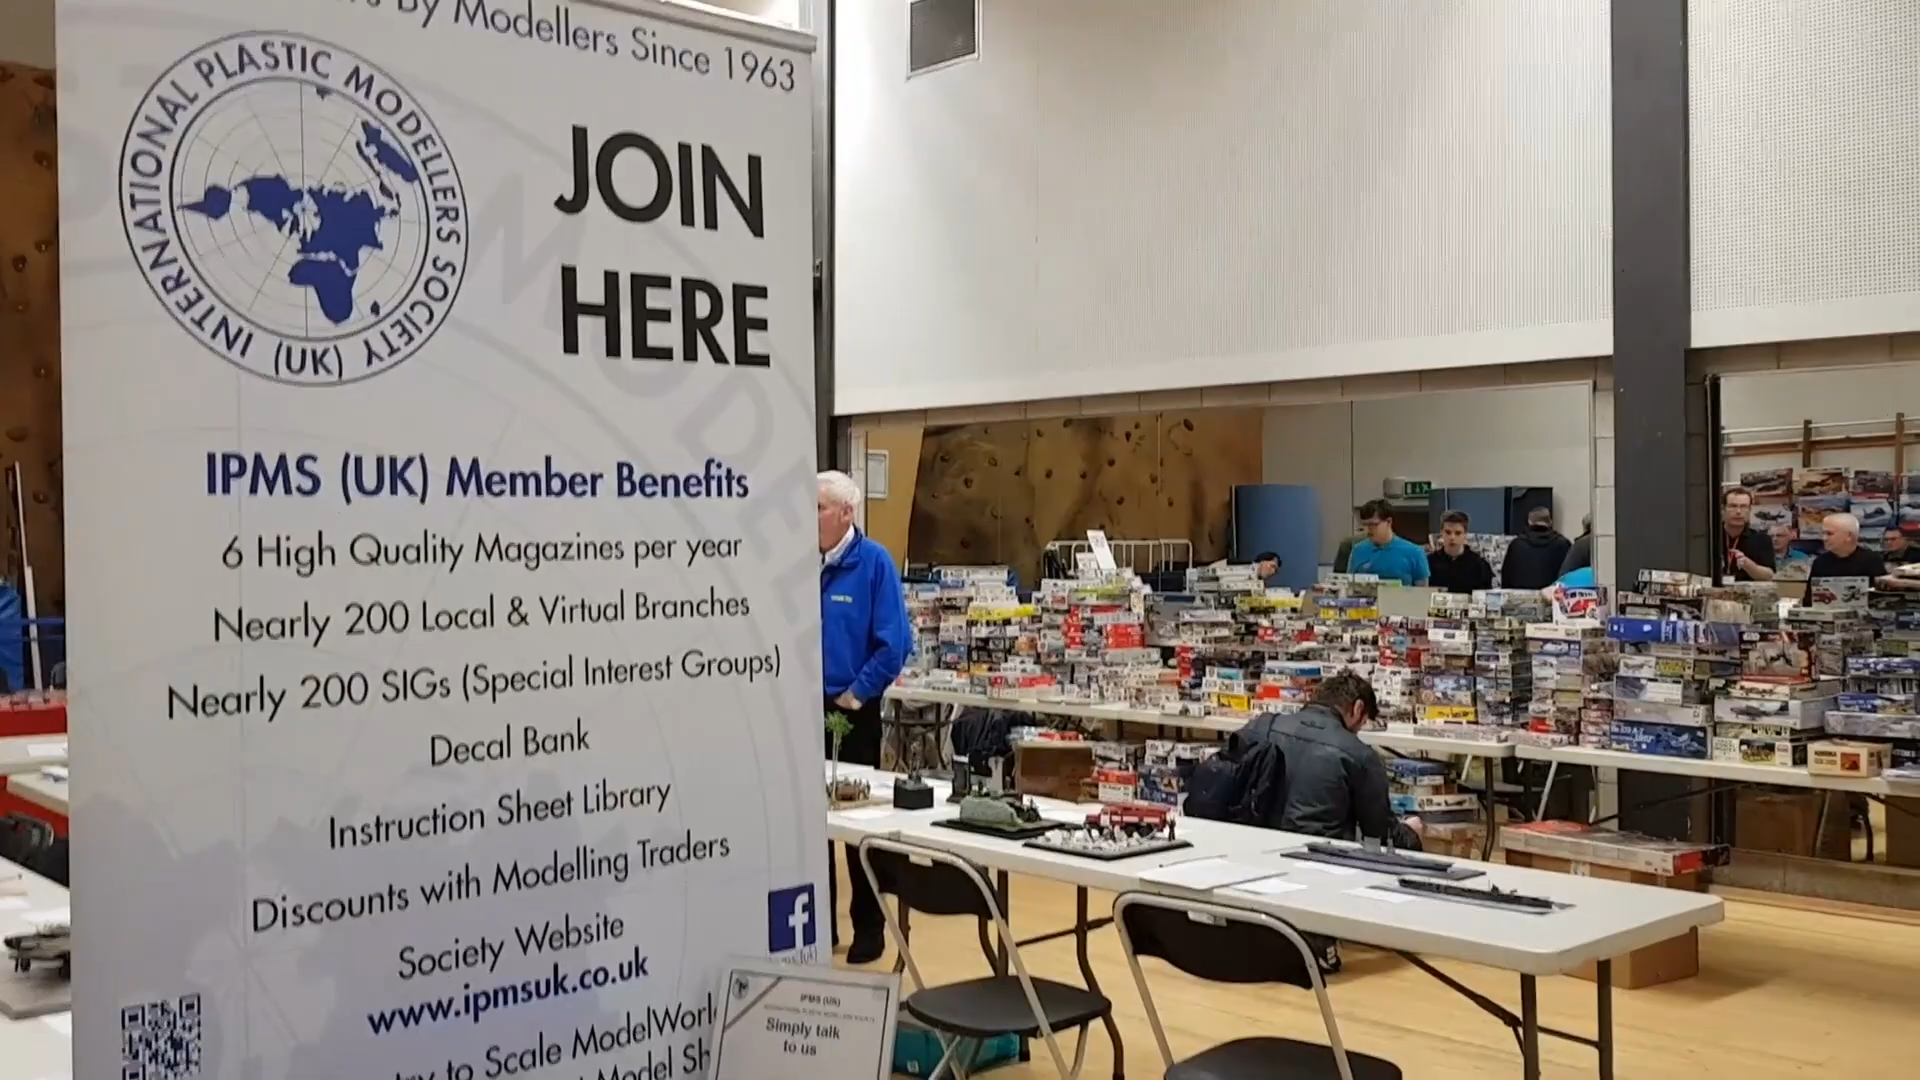 By Modellers Since 1963
INTERNATIONAL PLASTIC MODELLERS SOCIETY (UK)
JOIN
HERE
IPMS (UK) Member Benefits
6 High Quality Magazines per year
Nearly 200 Local & Virtual Branches
Nearly 200 SIGs (Special Interest Groups)
Decal Bank
Instruction Sheet Library
Discounts with Modelling Traders
Society Website
www.ipmsuk.co.uk
to Scale ModelWorl
Model Sh
f
IPMS (UK)
Simply talk
to us